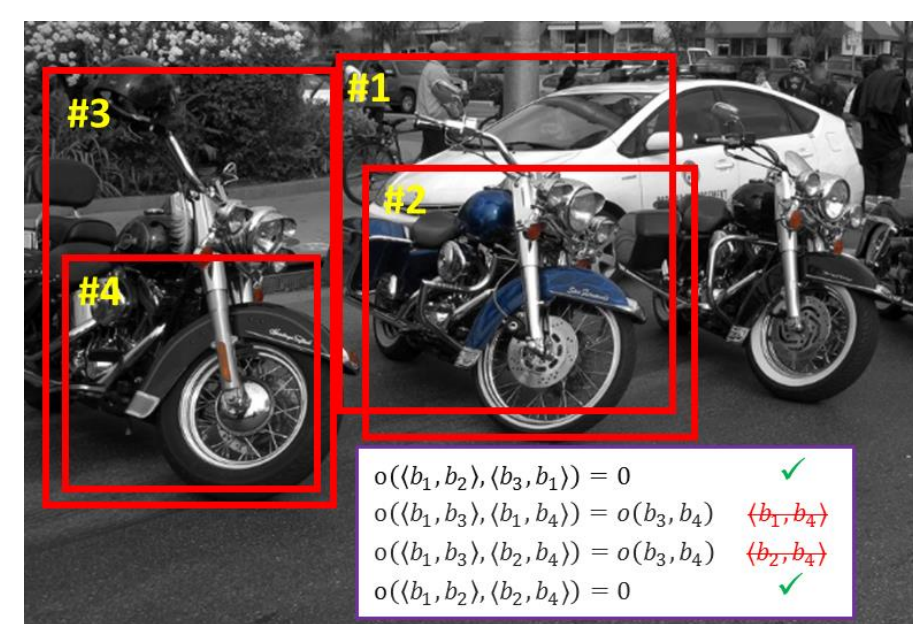 #1
#3
#2
#4
o(⟨b₁,b₂⟩,⟨b₃,b₁⟩) = 0 ✓
o(⟨b₁,b₃⟩,⟨b₁,b₄⟩) = o(b₃,b₄) ⟨b₁,b₄⟩
o(⟨b₁,b₃⟩,⟨b₂,b₄⟩) = o(b₃,b₄) ⟨b₂,b₄⟩
o(⟨b₁,b₂⟩,⟨b₂,b₄⟩) = 0 ✓